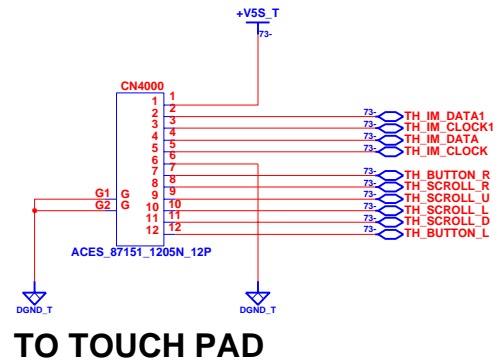 +V5S_T
73-
CN4000
1 1
2 2 73- TH_IM_DATA1
3 3 73- TH_IM_CLOCK1
4 4 73- TH_IM_DATA
5 5 73- TH_IM_CLOCK
6 6
7 7 73- TH_BUTTON_R
8 8 73- TH_SCROLL_R
G1 G 9 9 73- TH_SCROLL_U
G2 G 10 10 73- TH_SCROLL_L
11 11 73- TH_SCROLL_D
12 12 73- TH_BUTTON_L
ACES_87151_1205N_12P
DGND_T DGND_T
TO TOUCH PAD